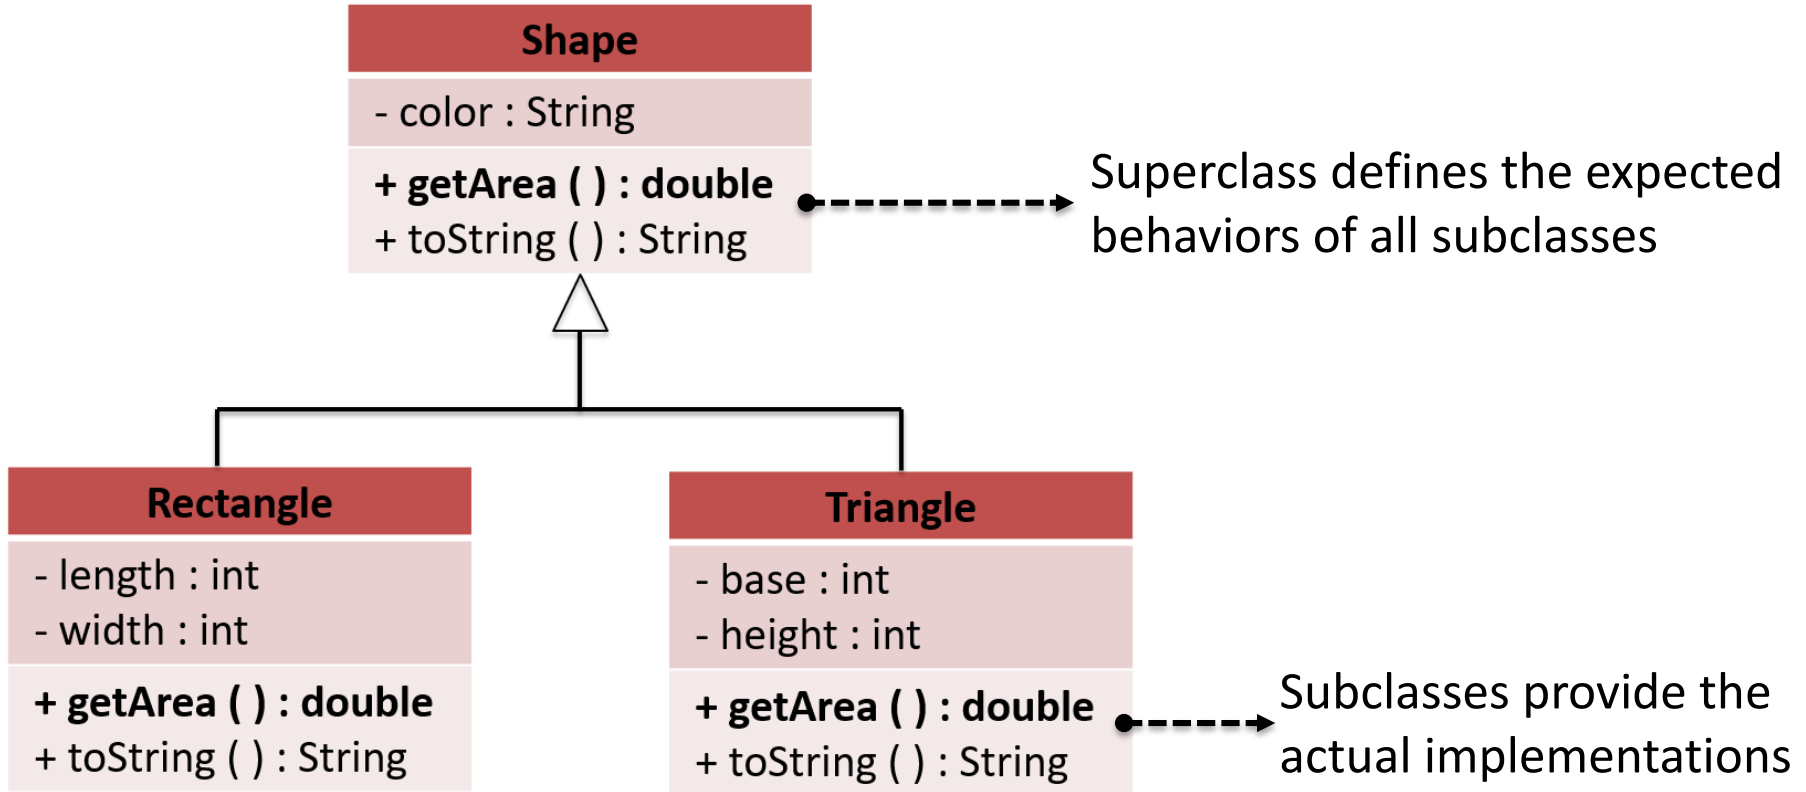 Shape
- color : String
+ getArea ( ) : double
+ toString ( ) : String
Superclass defines the expected
behaviors of all subclasses
Rectangle
- length : int
- width : int
+ getArea ( ) : double
+ toString ( ) : String
Triangle
- base : int
- height : int
+ getArea ( ) : double
+ toString ( ) : String
Subclasses provide the
actual implementations